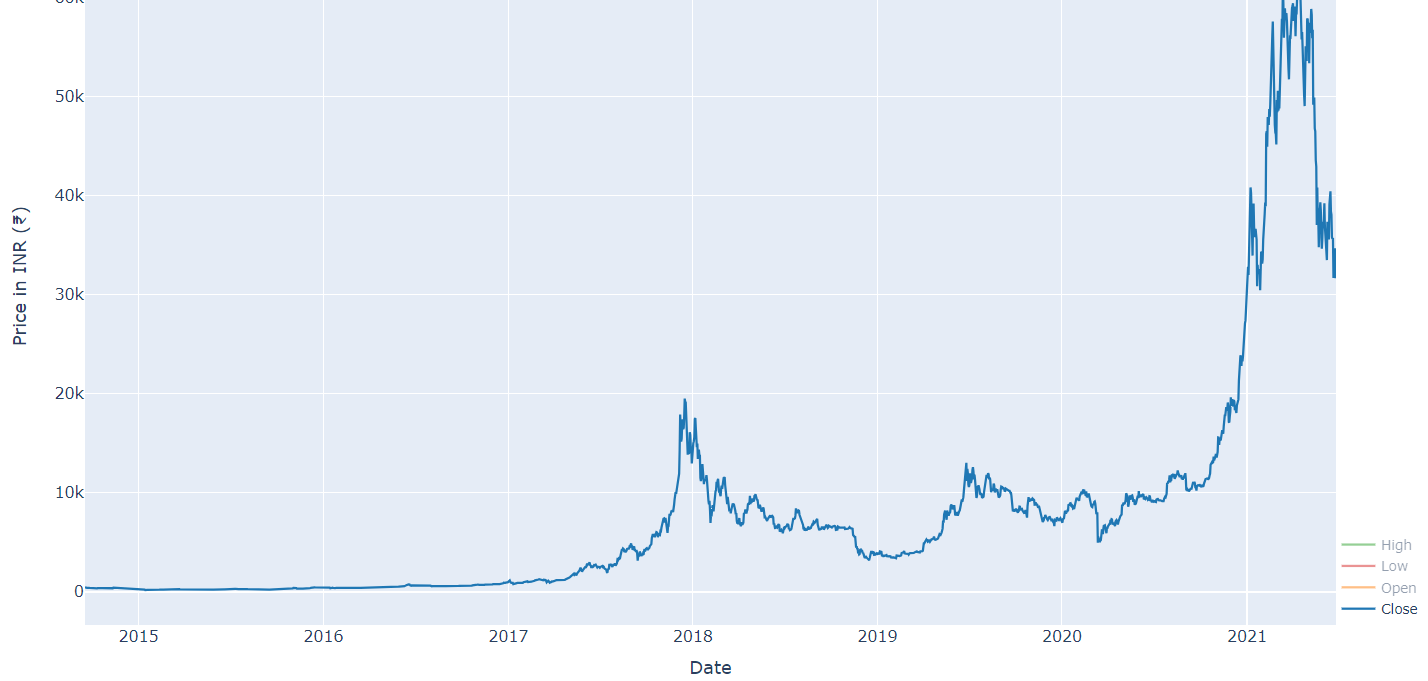 60k
50k
40k
30k
20k
10k
0
Price in INR (₹)
2015
2016
2017
2018
2019
2020
2021
Date
High
Low
Open
Close